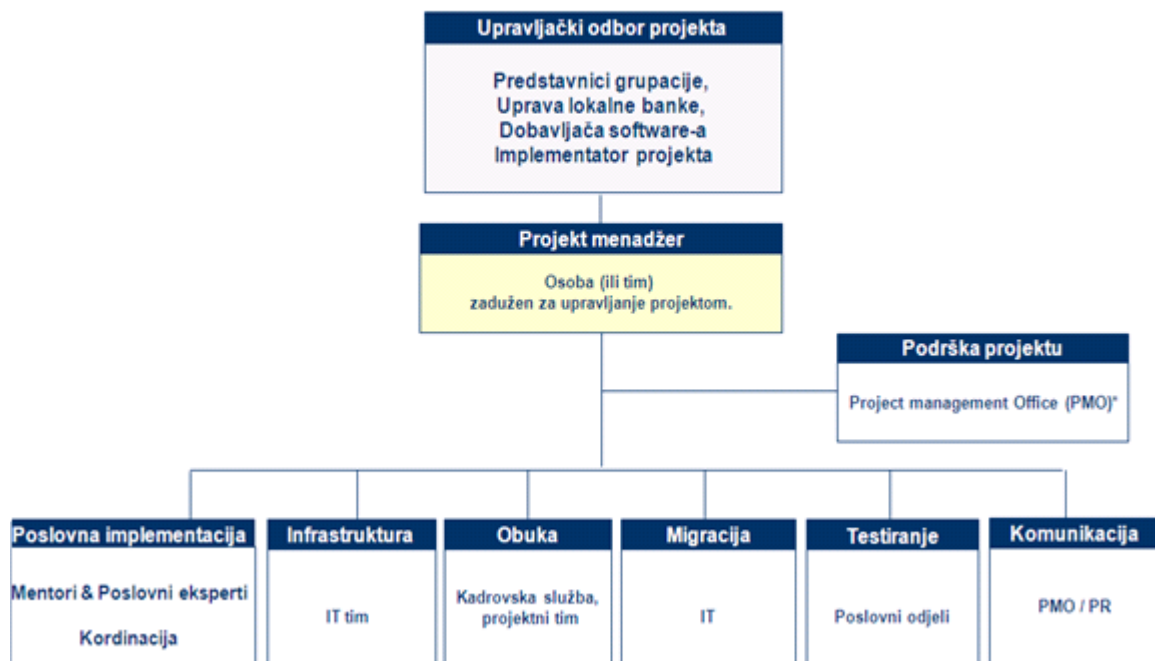 Upravljački odbor projekta
Predstavnici grupacije,
Uprava lokalne banke,
Dobavljača software-a
Implementator projekta
Projekt menadžer
Osoba (ili tim)
zadužen za upravljanje projektom.
Podrška projektu
Project management Office (PMO)*
Poslovna implementacija
Mentori & Poslovni eksperti
Kordinacija
Infrastruktura
IT tim
Obuka
Kadrovska služba,
projektni tim
Migracija
IT
Testiranje
Poslovni odjeli
Komunikacija
PMO / PR